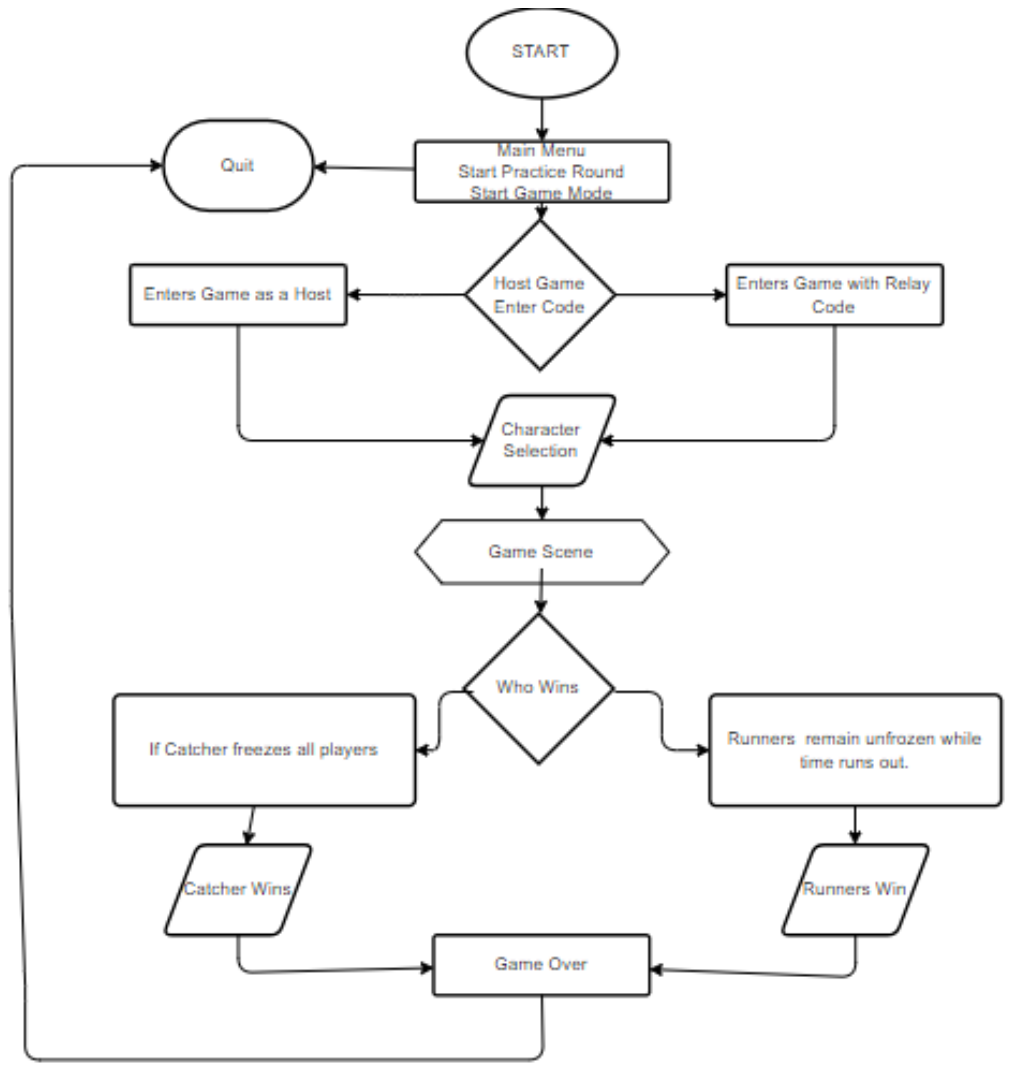 START
Quit
Main Menu
Start Practice Round
Start Game Mode
Host Game
Enter Code
Enters Game as a Host
Enters Game with Relay
Code
Character
Selection
Game Scene
Who Wins
If Catcher freezes all players
Runners remain unfrozen while
time runs out.
Catcher Wins
Runners Win
Game Over